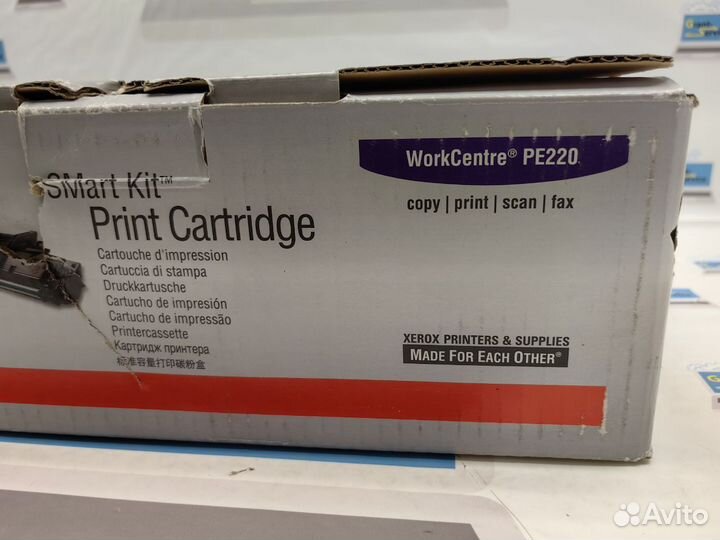 WorkCentre® PE220
copy | print | scan | fax
SMart Kit™
Print Cartridge
Cartouche d'impression
Cartuccia di stampa
Druckkartusche
Cartucho de impresión
Cartucho de impressão
Printercassette
Картридж принтера
标准容量打印碳粉盒
XEROX PRINTERS & SUPPLIES
MADE FOR EACH OTHER®
Avito